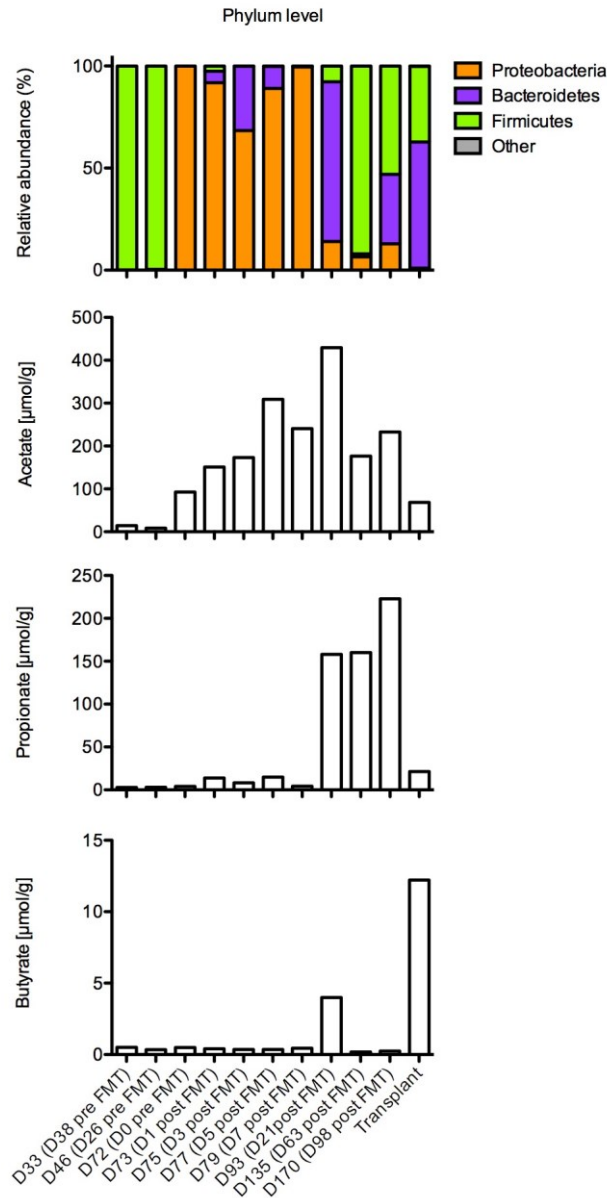 Phylum level
Relative abundance (%)
100
50
0
Proteobacteria
Bacteroidetes
Firmicutes
Other
Acetate [µmol/g]
500
400
300
200
100
0
Propionate [µmol/g]
250
200
150
100
50
0
Butyrate [µmol/g]
15
10
5
0
D33 (D38 pre FMT)
D46 (D26 pre FMT)
D72 (D0 pre FMT)
D73 (D1 post FMT)
D75 (D3 post FMT)
D77 (D5 post FMT)
D79 (D7 post FMT)
D93 (D21post FMT)
D135 (D63 post FMT)
D170 (D98 post FMT)
Transplant